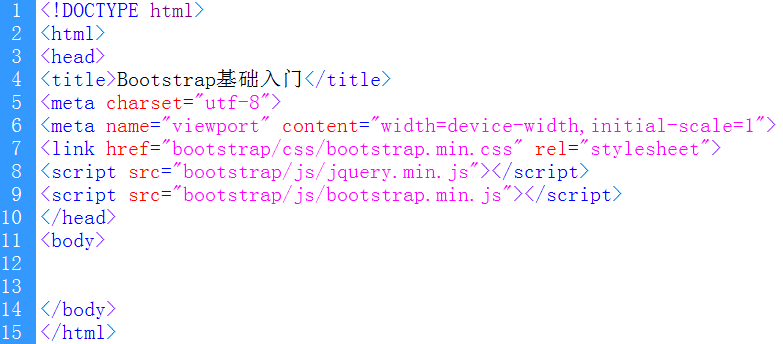 1 <!DOCTYPE html>
2 <html>
3 <head>
4 <title>Bootstrap基础入门</title>
5 <meta charset="utf-8">
6 <meta name="viewport" content="width=device-width,initial-scale=1">
7 <link href="bootstrap/css/bootstrap.min.css" rel="stylesheet">
8 <script src="bootstrap/js/jquery.min.js"></script>
9 <script src="bootstrap/js/bootstrap.min.js"></script>
10 </head>
11 <body>
12
13
14 </body>
15 </html>